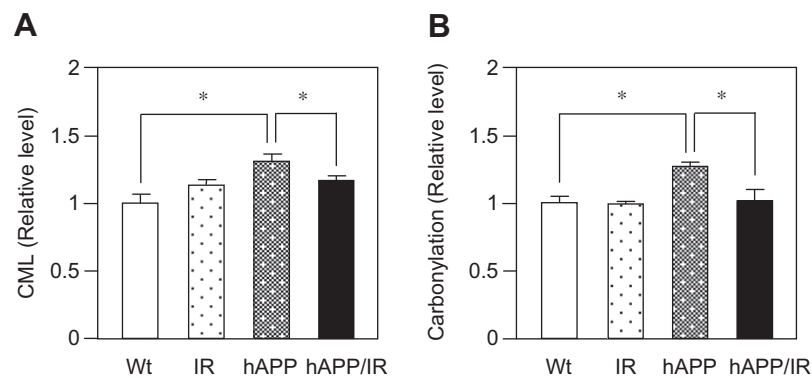 A
CML (Relative level)
2
1.5
1
0.5
0
*
*
Wt IR hAPP hAPP/IR
B
Carbonylation (Relative level)
2
1.5
1
0.5
0
*
*
Wt IR hAPP hAPP/IR